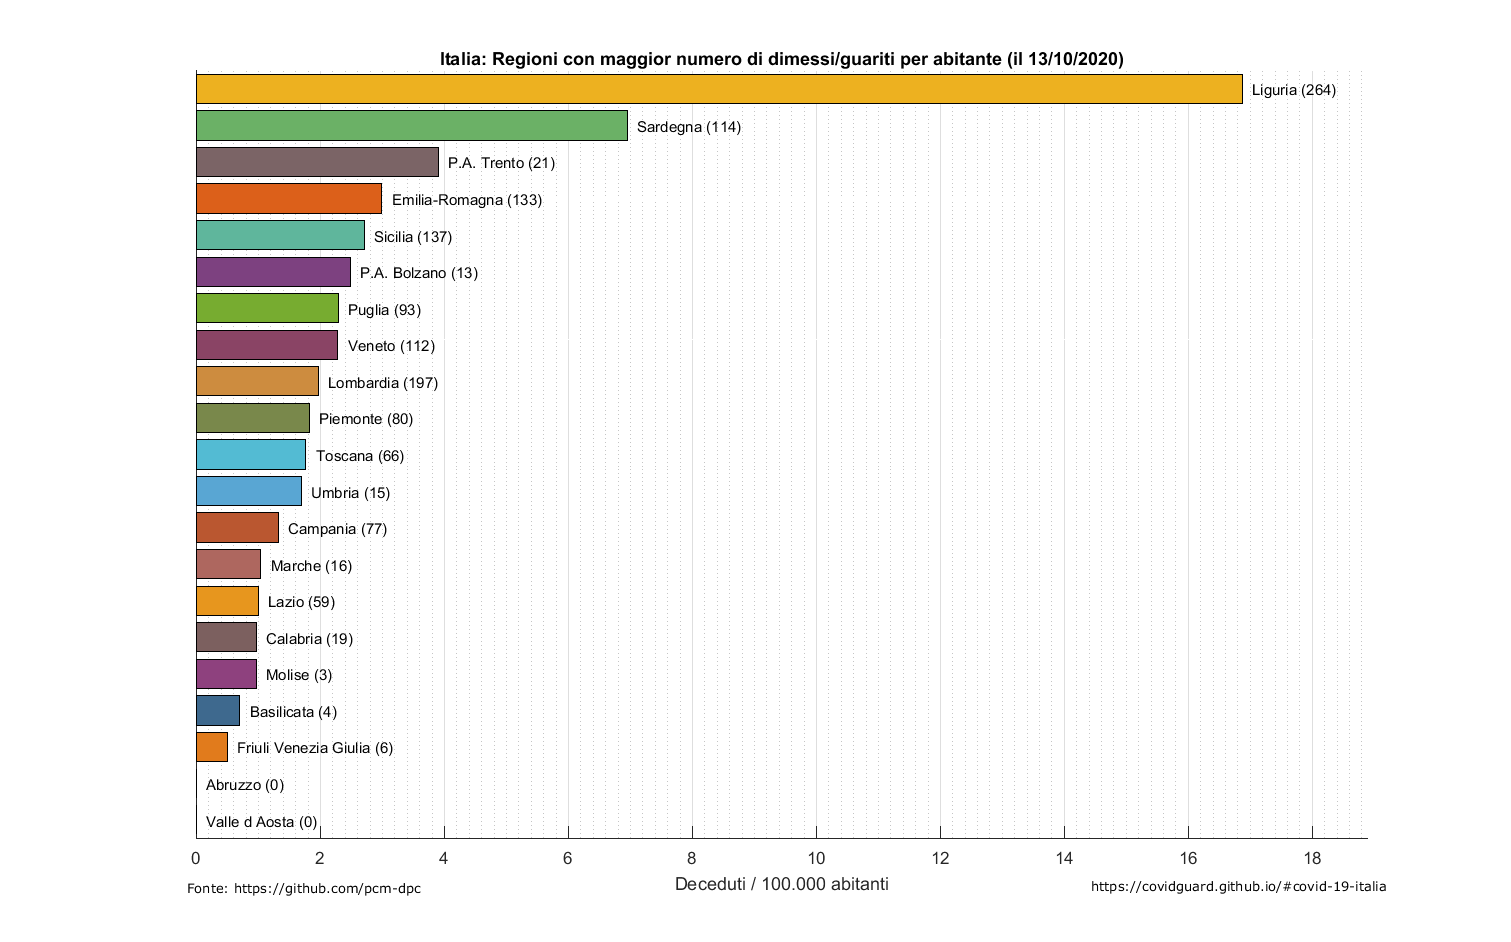 Italia: Regioni con maggior numero di dimessi/guariti per abitante (il 13/10/2020)
Liguria (264)
Sardegna (114)
P.A. Trento (21)
Emilia-Romagna (133)
Sicilia (137)
P.A. Bolzano (13)
Puglia (93)
Veneto (112)
Lombardia (197)
Piemonte (80)
Toscana (66)
Umbria (15)
Campania (77)
Marche (16)
Lazio (59)
Calabria (19)
Molise (3)
Basilicata (4)
Friuli Venezia Giulia (6)
Abruzzo (0)
Valle d Aosta (0)
0 2 4 6 8 10 12 14 16 18
Deceduti / 100.000 abitanti
Fonte: https://github.com/pcm-dpc
https://covidguard.github.io/#covid-19-italia